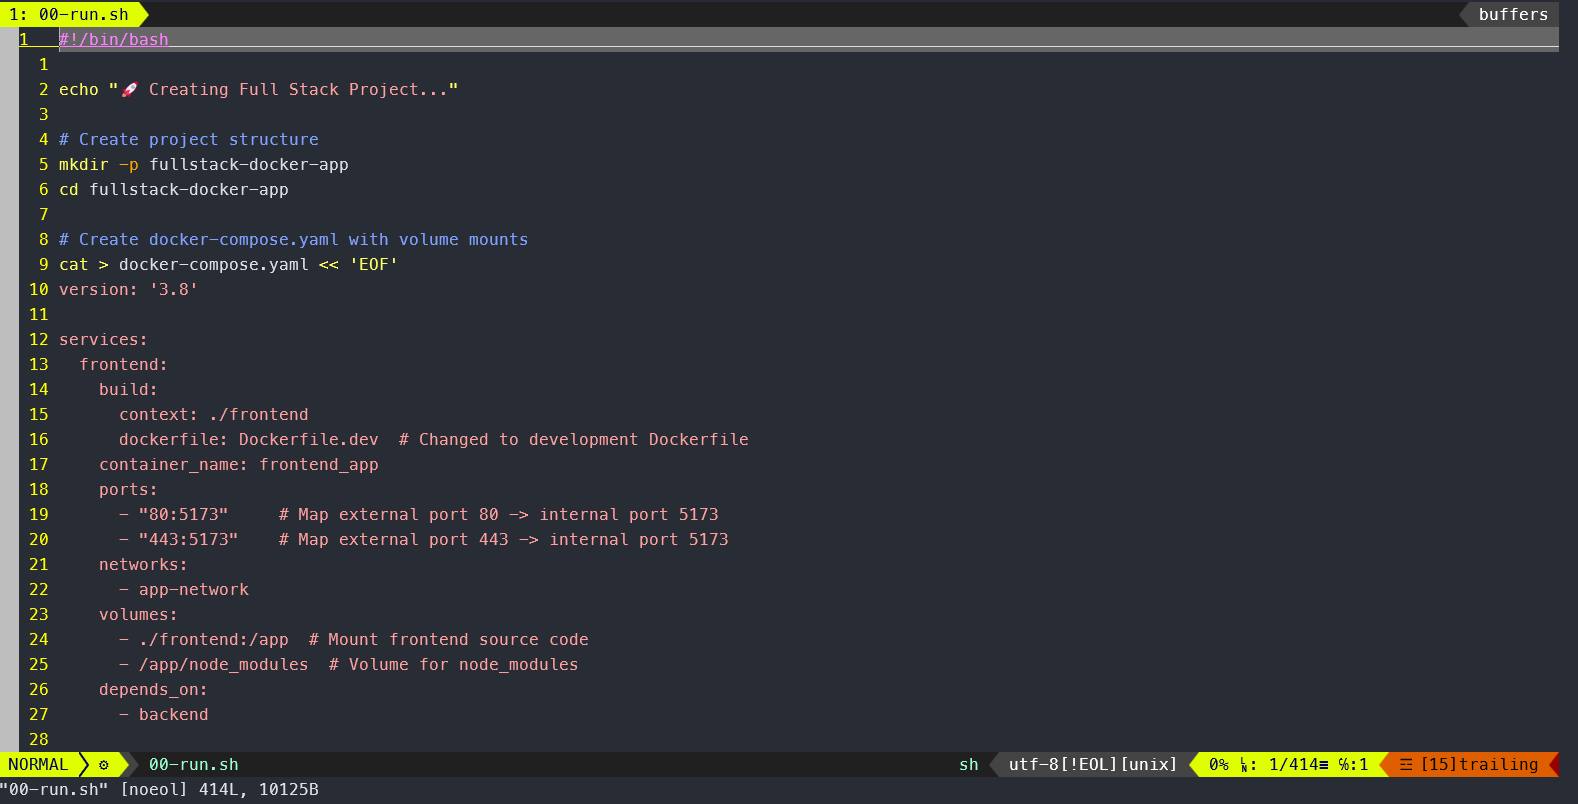 1: 00-run.sh buffers
1 #!/bin/bash
1
2 echo "🚀 Creating Full Stack Project..."
3
4 # Create project structure
5 mkdir -p fullstack-docker-app
6 cd fullstack-docker-app
7
8 # Create docker-compose.yaml with volume mounts
9 cat > docker-compose.yaml << 'EOF'
10 version: '3.8'
11
12 services:
13   frontend:
14     build:
15       context: ./frontend
16       dockerfile: Dockerfile.dev  # Changed to development Dockerfile
17     container_name: frontend_app
18     ports:
19       - "80:5173"     # Map external port 80 -> internal port 5173
20       - "443:5173"    # Map external port 443 -> internal port 5173
21     networks:
22       - app-network
23     volumes:
24       - ./frontend:/app  # Mount frontend source code
25       - /app/node_modules  # Volume for node_modules
26     depends_on:
27       - backend
28
NORMAL ⚙ 00-run.sh sh utf-8[!EOL][unix] 0% ␤: 1/414≡ ℅:1 ☲ [15]trailing
"00-run.sh" [noeol] 414L, 10125B